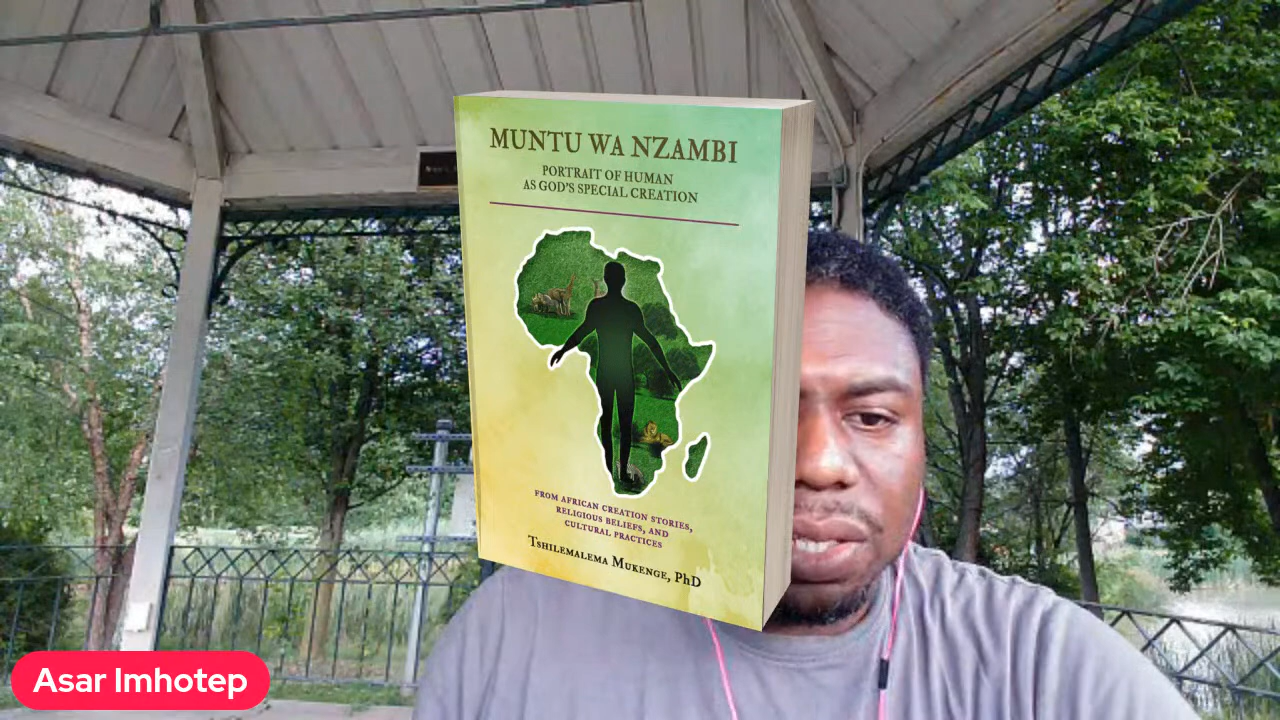 MUNTU WA NZAMBI
PORTRAIT OF HUMAN
AS GOD'S SPECIAL CREATION
FROM AFRICAN CREATION STORIES,
RELIGIOUS BELIEFS, AND
CULTURAL PRACTICES
TSHILEMALEMA MUKENGE, PHD
Asar Imhotep